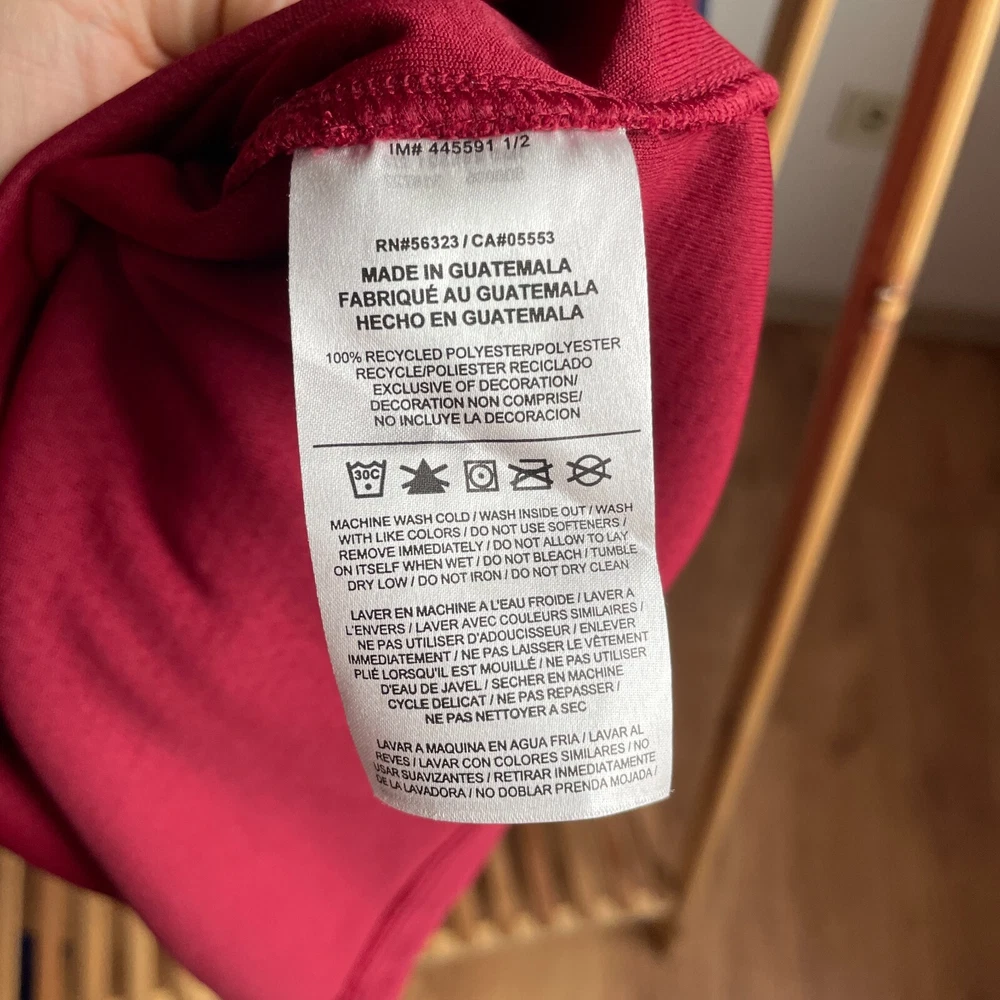 IM# 445591 1/2
RN#56323 / CA#05553
MADE IN GUATEMALA
FABRIQUÉ AU GUATEMALA
HECHO EN GUATEMALA
100% RECYCLED POLYESTER/POLYESTER
RECYCLE/POLIESTER RECICLADO
EXCLUSIVE OF DECORATION/
DECORATION NON COMPRISE/
NO INCLUYE LA DECORACION
30C
MACHINE WASH COLD / WASH INSIDE OUT / WASH
WITH LIKE COLORS / DO NOT USE SOFTENERS /
REMOVE IMMEDIATELY / DO NOT ALLOW TO LAY
ON ITSELF WHEN WET / DO NOT BLEACH / TUMBLE
DRY LOW / DO NOT IRON / DO NOT DRY CLEAN
LAVER EN MACHINE A L'EAU FROIDE / LAVER A
L'ENVERS / LAVER AVEC COULEURS SIMILAIRES /
NE PAS UTILISER D'ADOUCISSEUR / ENLEVER
IMMEDIATEMENT / NE PAS LAISSER LE VÊTEMENT
PLIÉ LORSQU'IL EST MOUILLÉ / NE PAS UTILISER
D'EAU DE JAVEL / SECHER EN MACHINE
CYCLE DELICAT / NE PAS REPASSER /
NE PAS NETTOYER A SEC
LAVAR A MAQUINA EN AGUA FRIA / LAVAR AL
REVES / LAVAR CON COLORES SIMILARES / NO
USAR SUAVIZANTES / RETIRAR INMEDIATAMENTE
DE LA LAVADORA / NO DOBLAR PRENDA MOJADA /